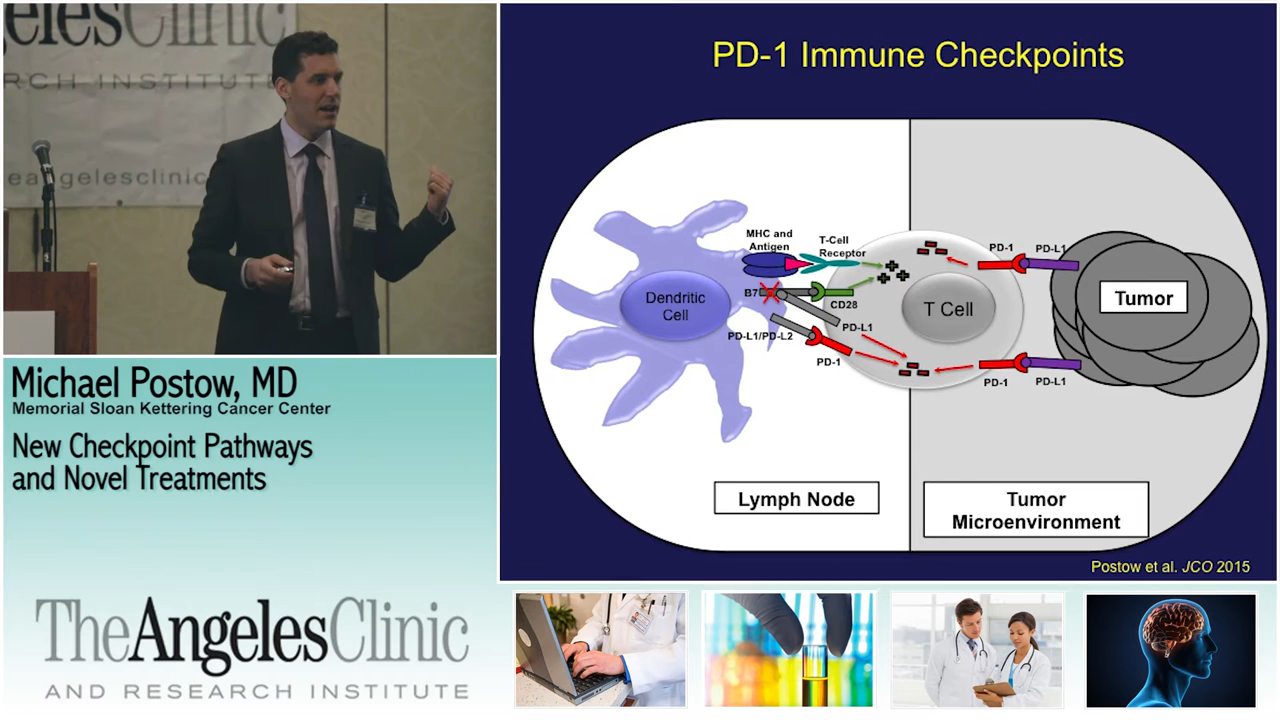 elesClinic
RCH INSTITUTE
eangelesclinic
Michael Postow, MD
Memorial Sloan Kettering Cancer Center
New Checkpoint Pathways
and Novel Treatments
TheAngelesClinic
AND RESEARCH INSTITUTE
PD-1 Immune Checkpoints
MHC and
Antigen
T-Cell
Receptor
PD-1
PD-L1
Dendritic
Cell
B7
CD28
T Cell
Tumor
PD-L1/PD-L2
PD-L1
PD-1
PD-1
PD-L1
Lymph Node
Tumor
Microenvironment
Postow et al. JCO 2015